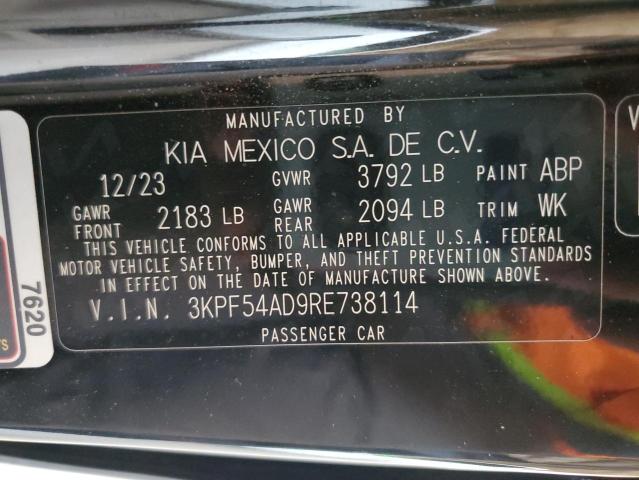 MANUFACTURED BY
KIA MEXICO S.A. DE C.V.
12/23 GVWR 3792 LB PAINT ABP
GAWR FRONT 2183 LB GAWR REAR 2094 LB TRIM WK
THIS VEHICLE CONFORMS TO ALL APPLICABLE U.S.A. FEDERAL
MOTOR VEHICLE SAFETY, BUMPER, AND THEFT PREVENTION STANDARDS
IN EFFECT ON THE DATE OF MANUFACTURE SHOWN ABOVE.
V.I.N. 3KPF54AD9RE738114
PASSENGER CAR
7620